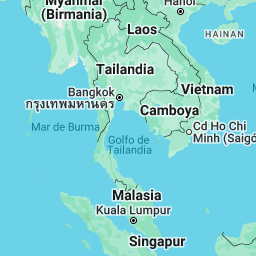 Myanmar
(Birmania)
Hanoi
Laos
HAINAN
Tailandia
Bangkok
กรุงเทพมหานคร
Vietnam
Camboya
Mar de Burma
Cd Ho Chi
Minh (Saigó
Golfo de
Tailandia
Malasia
Kuala Lumpur
Singapur